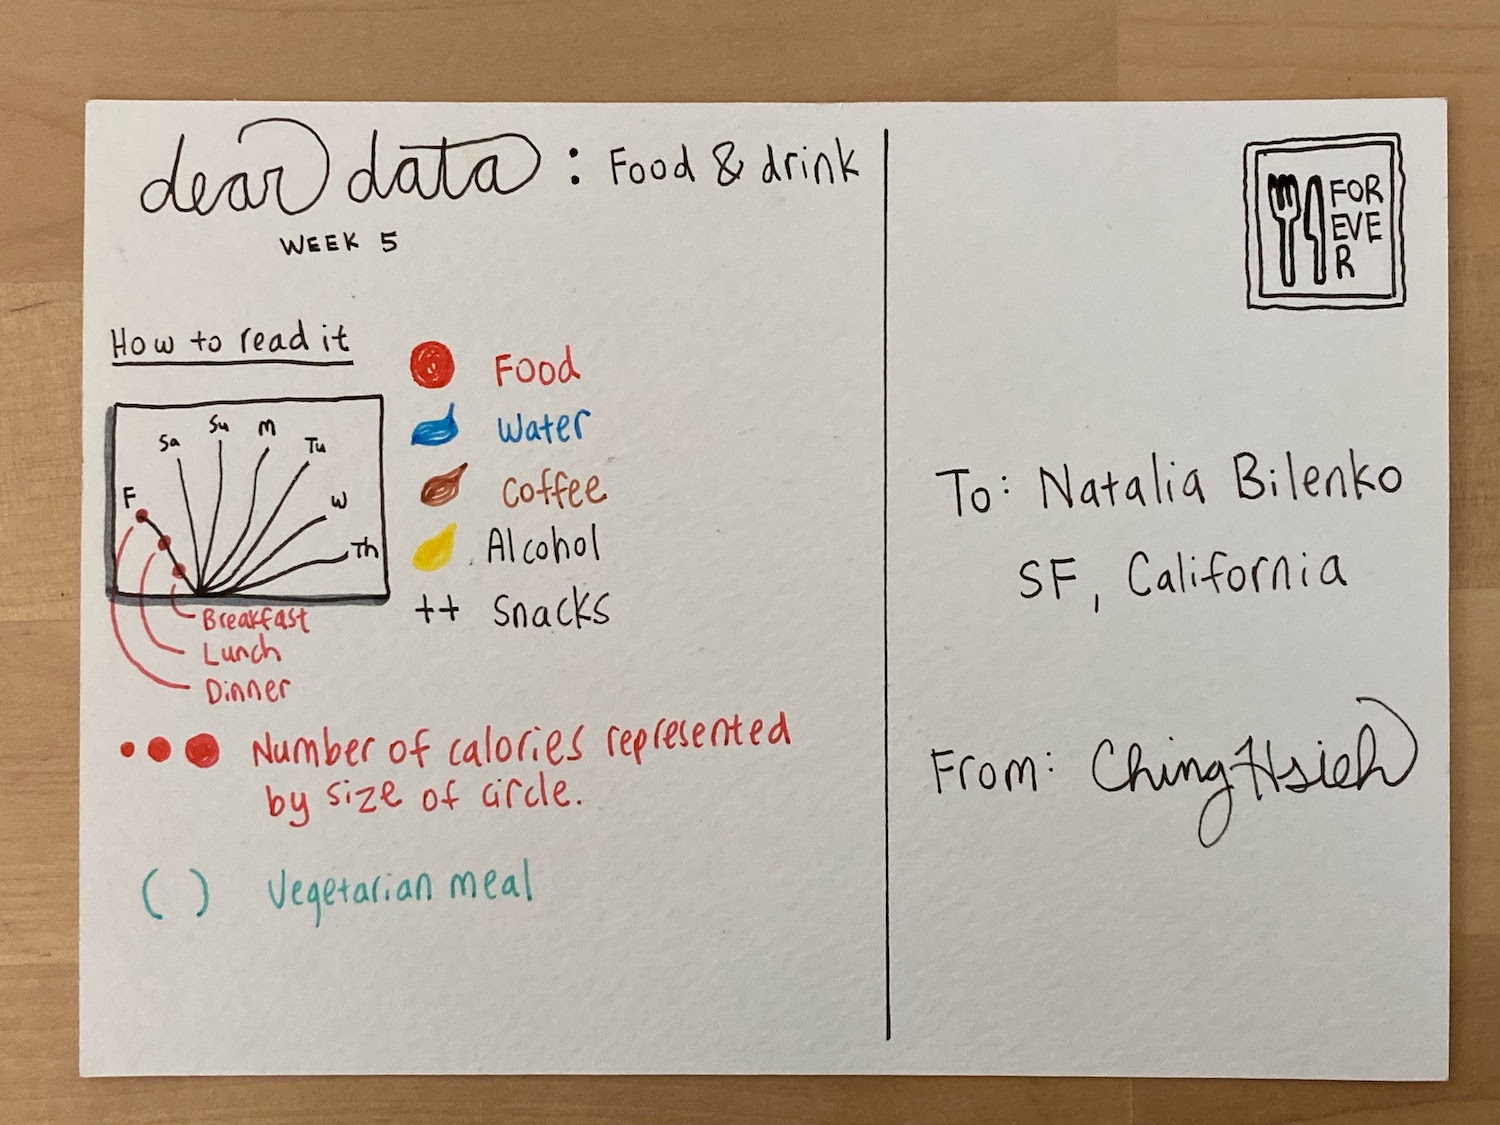 dear data : Food & drink
WEEK 5
How to read it
F
Sa
Su
M
Tu
W
Th
Breakfast
Lunch
Dinner
Food
Water
Coffee
Alcohol
++ Snacks
Number of calories represented
by size of circle.
( ) Vegetarian meal
FOR
EVE
R
To: Natalia Bilenko
SF, California
From: Ching Hsieh